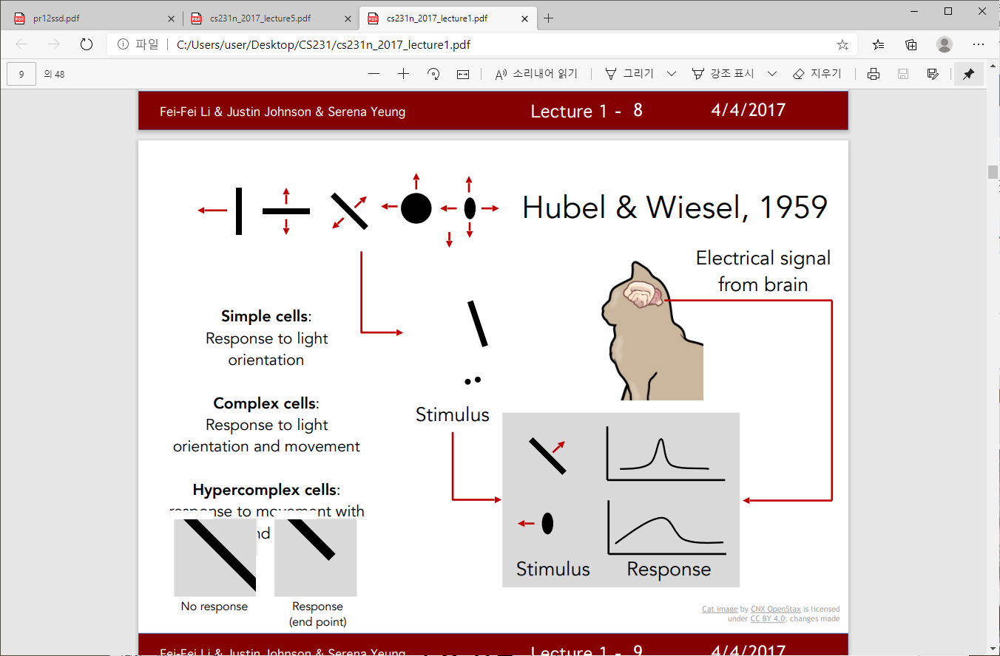 pr12ssd.pdf
cs231n_2017_lecture5.pdf
cs231n_2017_lecture1.pdf
파일
C:/Users/user/Desktop/CS231/cs231n_2017_lecture1.pdf
9
의 48
소리내어 읽기
그리기
강조 표시
지우기
Fei-Fei Li & Justin Johnson & Serena Yeung
Lecture 1 - 8
4/4/2017
Hubel & Wiesel, 1959
Electrical signal
from brain
Simple cells:
Response to light
orientation
Complex cells:
Response to light
orientation and movement
Hypercomplex cells:
response to movement with
No response
Response
(end point)
Stimulus
Stimulus
Response
Cat image by CNX OpenStax is licensed
under CC BY 4.0; changes made
Fei-Fei Li & Justin Johnson & Serena Yeung
Lecture 1 - 9
4/4/2017